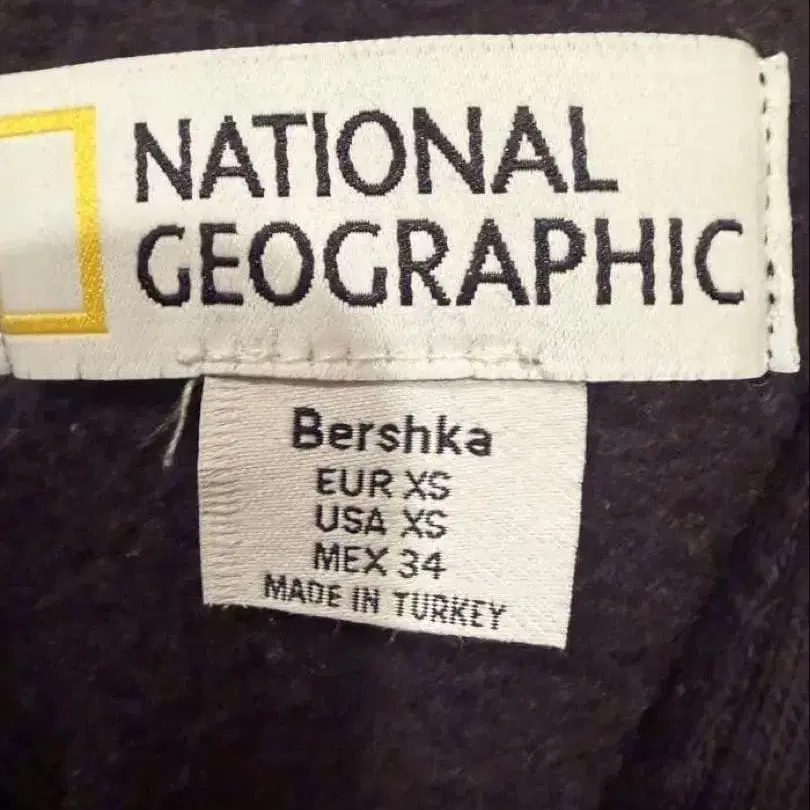 NATIONAL
GEOGRAPHIC
Bershka
EUR XS
USA XS
MEX 34
MADE IN TURKEY